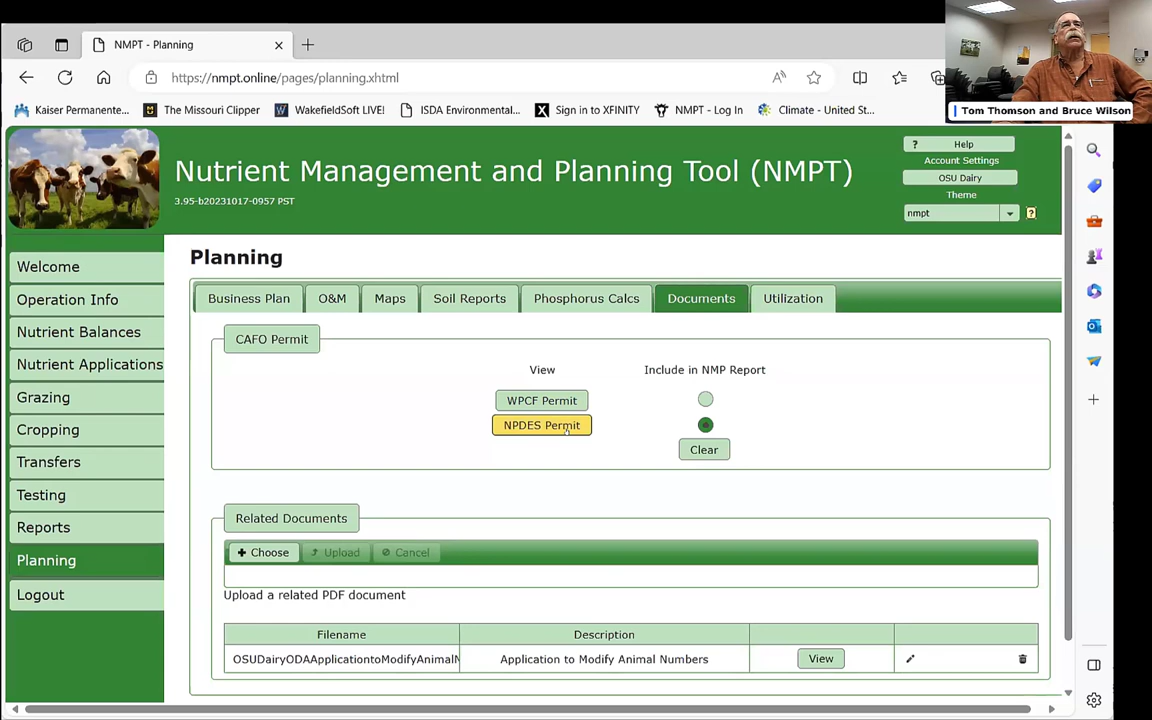 NMPT - Planning
https://nmpt.online/pages/planning.xhtml
Kaiser Permanente...
The Missouri Clipper
WakefieldSoft LIVE!
ISDA Environmental...
Sign in to XFINITY
NMPT - Log In
Climate - United St...
Tom Thomson and Bruce Wilson
Nutrient Management and Planning Tool (NMPT)
3.95-b20231017-0957 PST
? Help
Account Settings
OSU Dairy
Theme
nmpt
?
Welcome
Operation Info
Nutrient Balances
Nutrient Applications
Grazing
Cropping
Transfers
Testing
Reports
Planning
Logout
Planning
Business Plan
O&M
Maps
Soil Reports
Phosphorus Calcs
Documents
Utilization
CAFO Permit
View
Include in NMP Report
WPCF Permit
NPDES Permit
Clear
Related Documents
Choose
Upload
Cancel
Upload a related PDF document
Filename
Description
OSUDairyODAApplicationtoModifyAnimalN
Application to Modify Animal Numbers
View